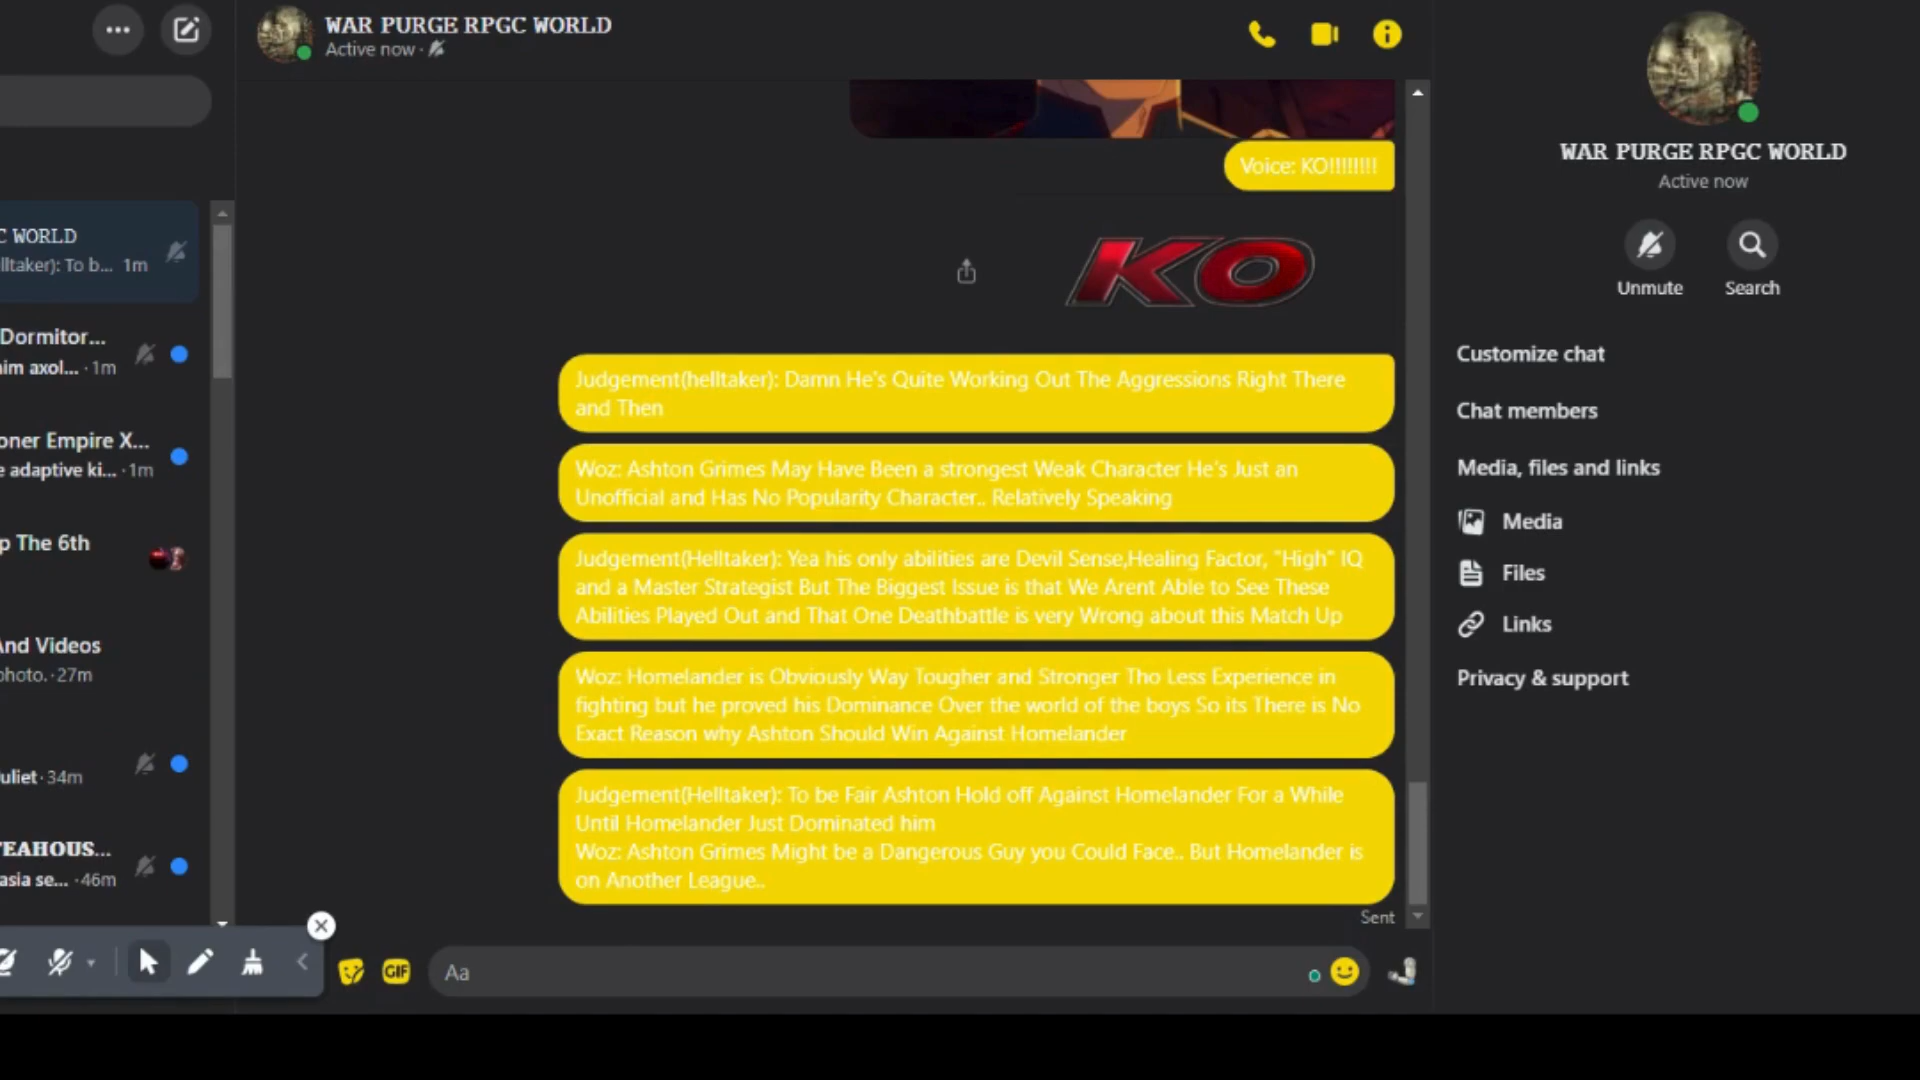 WAR PURGE RPGC WORLD
Active now ·
C WORLD
lltaker): To b... 1m
Dormitor...
im axol... · 1m
oner Empire X...
e adaptive ki... · 1m
p The 6th
And Videos
photo. · 27m
uliet · 34m
TEAHOUS...
asia se... · 46m
Voice: KO!!!!!!!!
KO
Judgement(helltaker): Damn He's Quite Working Out The Aggressions Right There
and Then
Woz: Ashton Grimes May Have Been a strongest Weak Character He's Just an
Unofficial and Has No Popularity Character.. Relatively Speaking
Judgement(Helltaker): Yea his only abilities are Devil Sense,Healing Factor, "High" IQ
and a Master Strategist But The Biggest Issue is that We Arent Able to See These
Abilities Played Out and That One Deathbattle is very Wrong about this Match Up
Woz: Homelander is Obviously Way Tougher and Stronger Tho Less Experience in
fighting but he proved his Dominance Over the world of the boys So its There is No
Exact Reason why Ashton Should Win Against Homelander
Judgement(Helltaker): To be Fair Ashton Hold off Against Homelander For a While
Until Homelander Just Dominated him
Woz: Ashton Grimes Might be a Dangerous Guy you Could Face.. But Homelander is
on Another League..
Sent
GIF
Aa
WAR PURGE RPGC WORLD
Active now
Unmute
Search
Customize chat
Chat members
Media, files and links
Media
Files
Links
Privacy & support